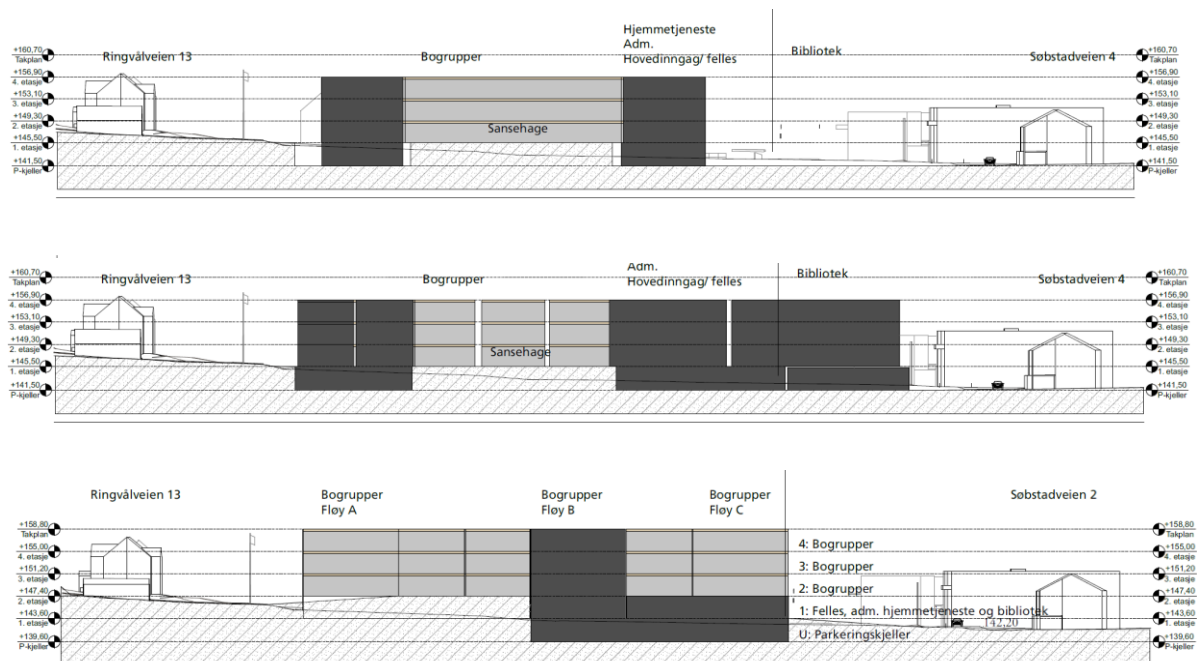 Hjemmetjeneste
Adm.
Hovedinngag/ felles
Bibliotek
Ringvålveien 13
Bogrupper
Søbstadveien 4
+160,70
Takplan
+156,90
4. etasje
+153,10
3. etasje
+149,30
2. etasje
+145,50
1. etasje
+141,50
P-kjeller
Sansehage
+160,70
Takplan
+156,90
4. etasje
+153,10
3. etasje
+149,30
2. etasje
+145,50
1. etasje
+141,50
P-kjeller
Adm.
Hovedinngag/ felles
Bibliotek
Ringvålveien 13
Bogrupper
Søbstadveien 4
+160,70
Takplan
+156,90
4. etasje
+153,10
3. etasje
+149,30
2. etasje
+145,50
1. etasje
+141,50
P-kjeller
Sansehage
+160,70
Takplan
+156,90
4. etasje
+153,10
3. etasje
+149,30
2. etasje
+145,50
1. etasje
+141,50
P-kjeller
Ringvålveien 13
Bogrupper
Fløy A
Bogrupper
Fløy B
Bogrupper
Fløy C
Søbstadveien 2
+158,80
Takplan
+155,00
4. etasje
+151,20
3. etasje
+147,40
2. etasje
+143,60
1. etasje
+139,60
P-kjeller
4: Bogrupper
3: Bogrupper
2: Bogrupper
1: Felles, adm. hjemmetjeneste og bibliotek
U: Parkeringskjeller
42,20
+158,80
Takplan
+155,00
4. etasje
+151,20
3. etasje
+147,40
2. etasje
+143,60
1. etasje
+139,60
P-kjeller